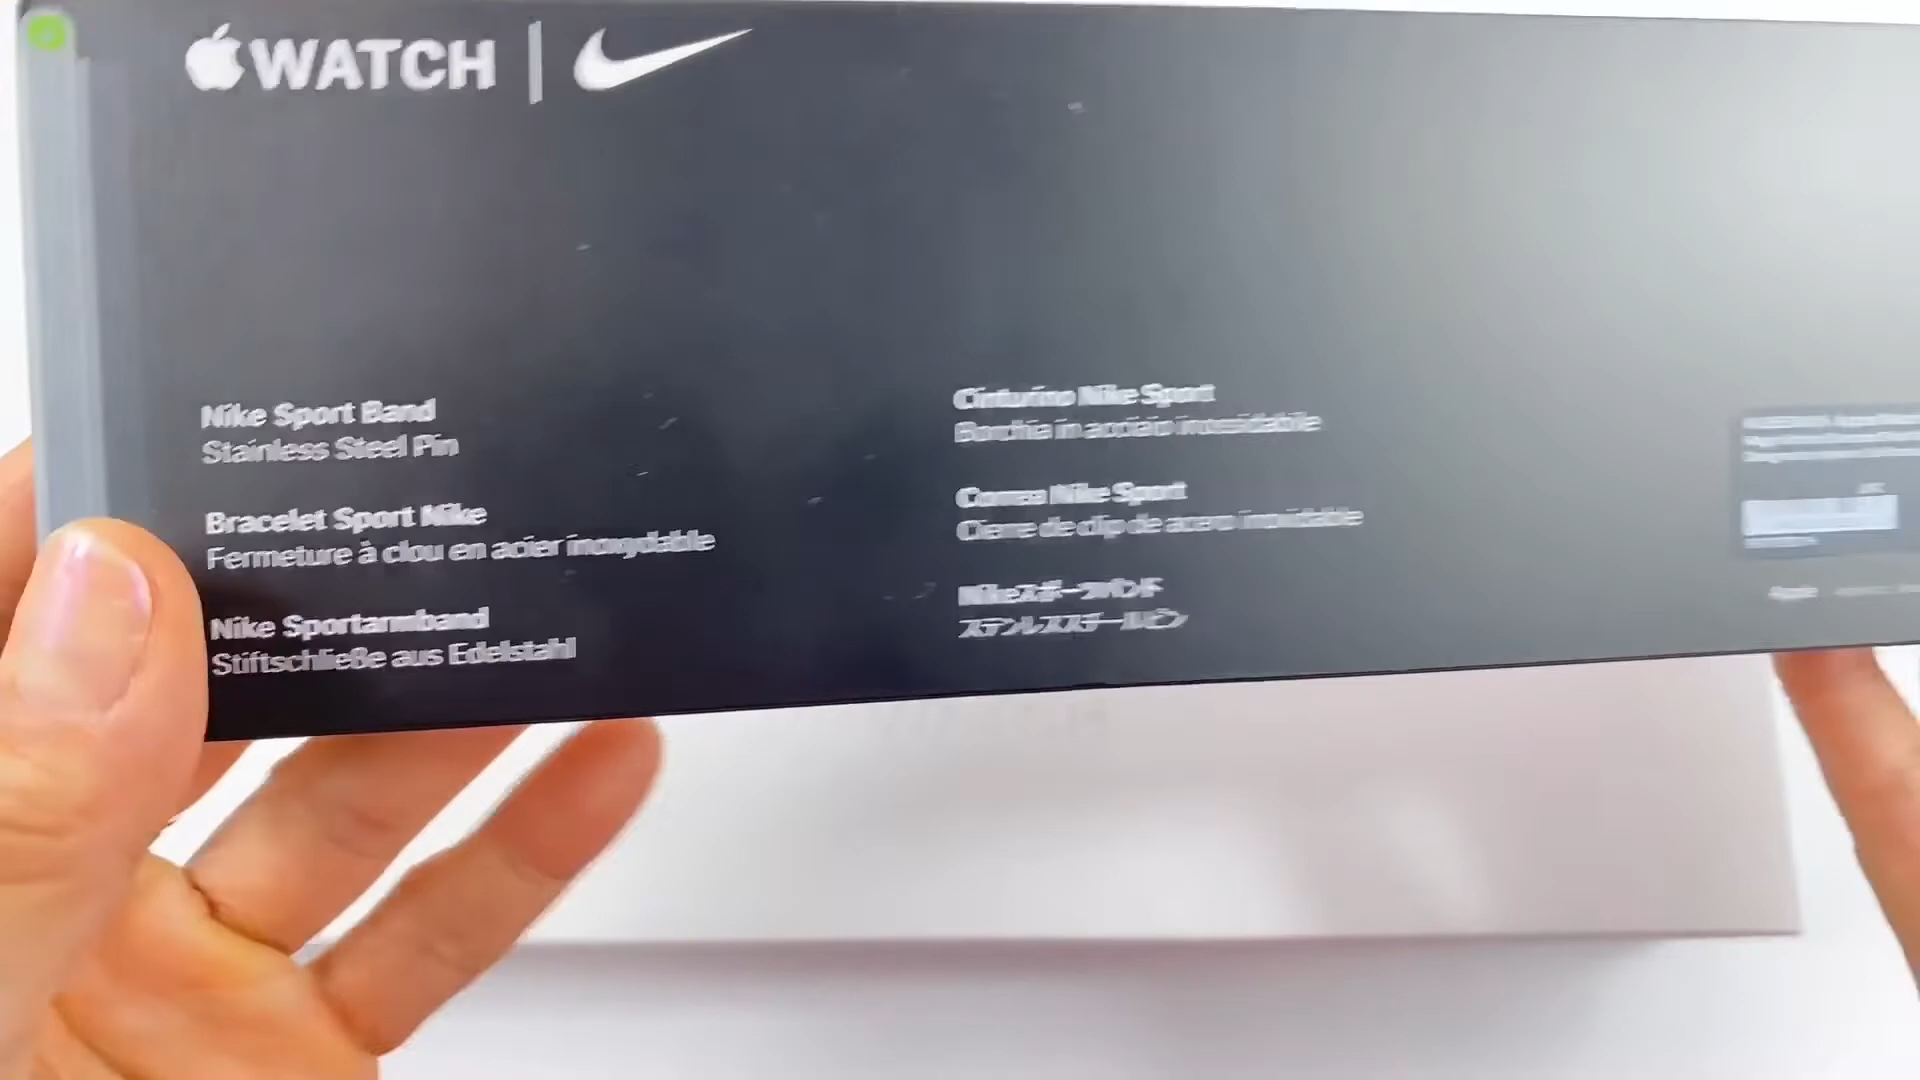 WATCH
Nike Sport Band
Stainless Steel Pin
Bracelet Sport Nike
Fermeture à clou en acier inoxydable
Nike Sportarmband
Stiftschließe aus Edelstahl
Cinturino Nike Sport
Borchia in acciaio inossidabile
Correa Nike Sport
Cierre de clip de acero inoxidable
Nikeスポーツバンド
ステンレススチールピン
Apple